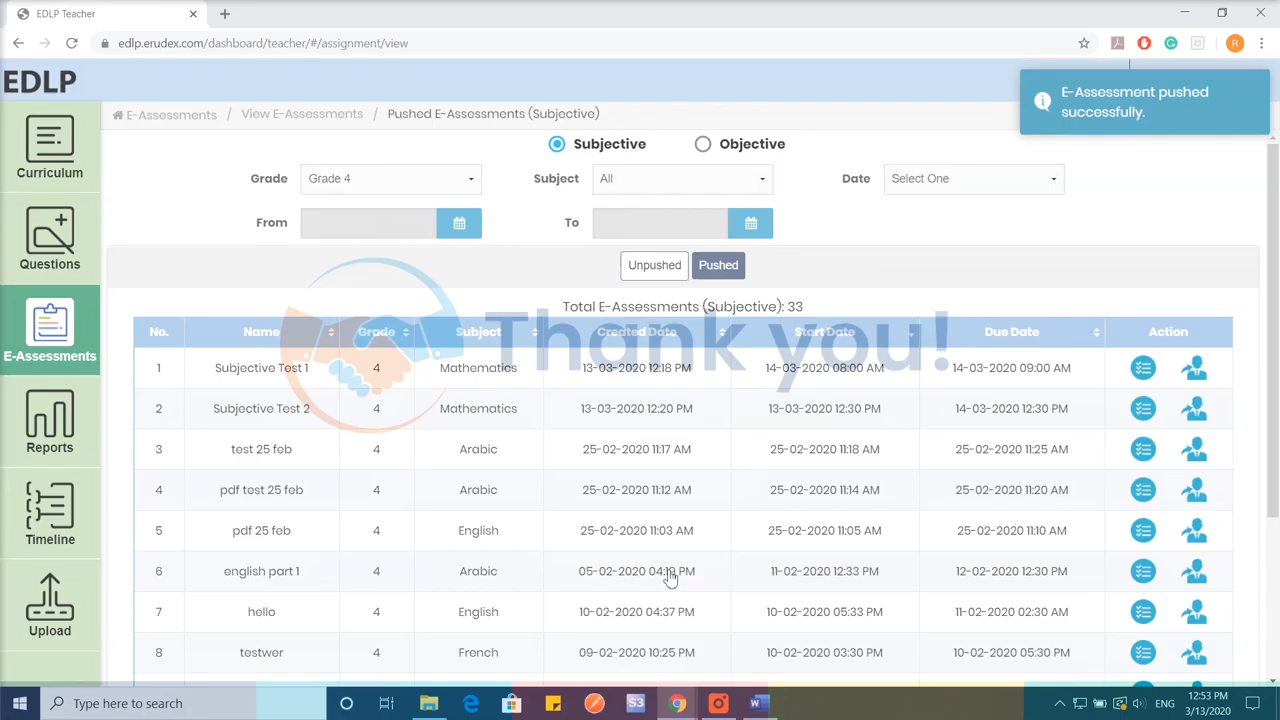 EDLP Teacher
edlp.erudex.com/dashboard/teacher/#/assignment/view
EDLP
E-Assessment pushed
successfully.
E-Assessments / View E-Assessments / Pushed E-Assessments (Subjective)
Subjective Objective
Grade Grade 4 Subject All Date Select One
From To
Unpushed Pushed
Total E-Assessments (Subjective): 33
No. Name Grade Subject Created Date Start Date Due Date Action
Thank you!
1 Subjective Test 1 4 Mathematics 13-03-2020 12:18 PM 14-03-2020 08:00 AM 14-03-2020 09:00 AM
2 Subjective Test 2 4 Mathematics 13-03-2020 12:20 PM 13-03-2020 12:30 PM 14-03-2020 12:30 PM
3 test 25 feb 4 Arabic 25-02-2020 11:17 AM 25-02-2020 11:18 AM 25-02-2020 11:25 AM
4 pdf test 25 feb 4 Arabic 25-02-2020 11:12 AM 25-02-2020 11:14 AM 25-02-2020 11:20 AM
5 pdf 25 feb 4 English 25-02-2020 11:03 AM 25-02-2020 11:05 AM 25-02-2020 11:10 AM
6 english part 1 4 Arabic 05-02-2020 PM 11-02-2020 12:33 PM 12-02-2020 12:30 PM
7 hello 4 English 10-02-2020 04:37 PM 10-02-2020 05:33 PM 11-02-2020 02:30 AM
8 testwer 4 French 09-02-2020 10:25 PM 10-02-2020 03:30 PM 10-02-2020 05:30 PM
Curriculum
Questions
E-Assessments
Reports
Timeline
Upload
R
Type here to search
S3
ENG
12:53 PM
3/13/2020